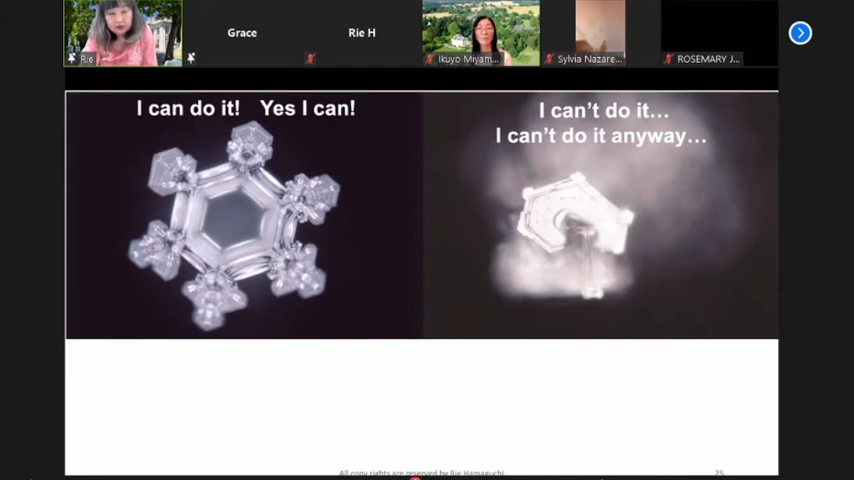 Rie
Grace
Rie H
Ikuyo Miyam...
Sylvia Nazare...
ROSEMARY J...
I can do it! Yes I can!
I can't do it...
I can't do it anyway...
All copy rights are reserved by Rie Hamaguchi
25